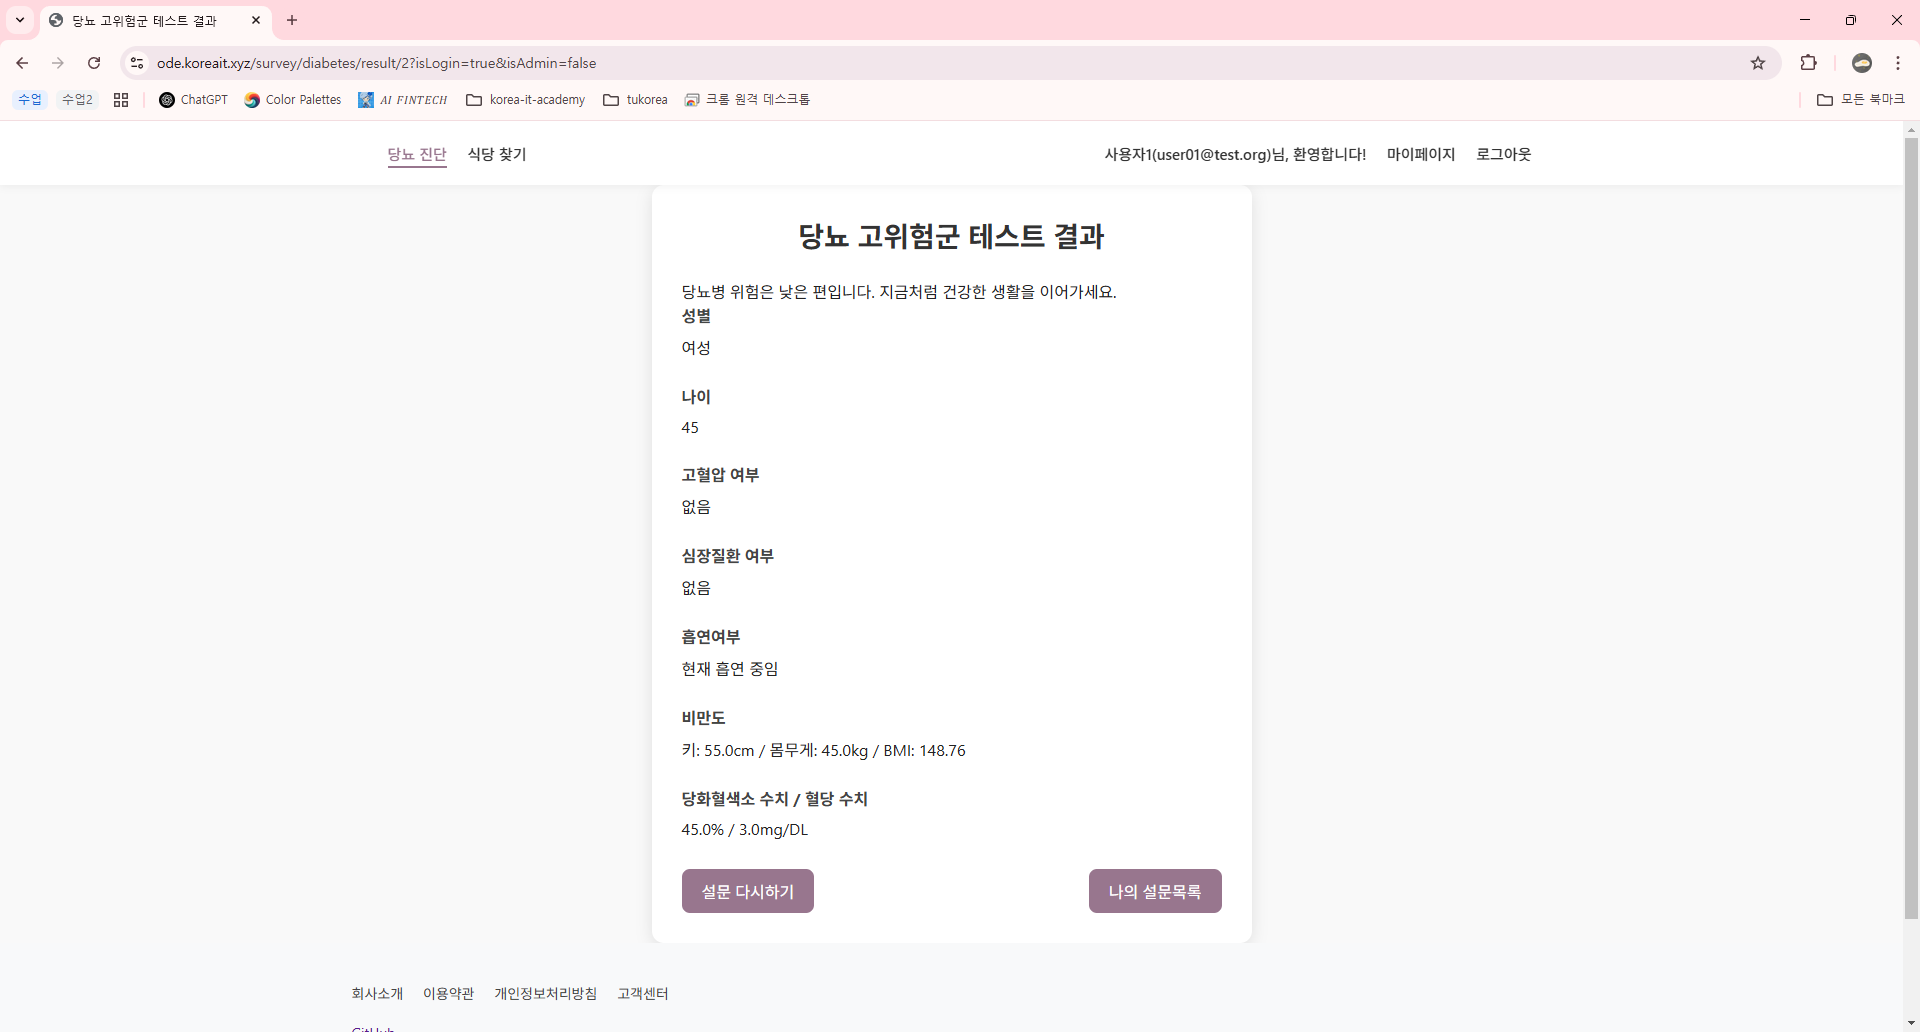 당뇨 고위험군 테스트 결과
ode.koreait.xyz/survey/diabetes/result/2?isLogin=true&isAdmin=false
수업 수업2 ChatGPT Color Palettes AI FINTECH korea-it-academy tukorea 크롬 원격 데스크톱 모든 북마크
당뇨 진단 식당 찾기 사용자1(user01@test.org)님, 환영합니다! 마이페이지 로그아웃
당뇨 고위험군 테스트 결과
당뇨병 위험은 낮은 편입니다. 지금처럼 건강한 생활을 이어가세요.
성별
여성
나이
45
고혈압 여부
없음
심장질환 여부
없음
흡연여부
현재 흡연 중임
비만도
키: 55.0cm / 몸무게: 45.0kg / BMI: 148.76
당화혈색소 수치 / 혈당 수치
45.0% / 3.0mg/DL
설문 다시하기 나의 설문목록
회사소개 이용약관 개인정보처리방침 고객센터
GitHub